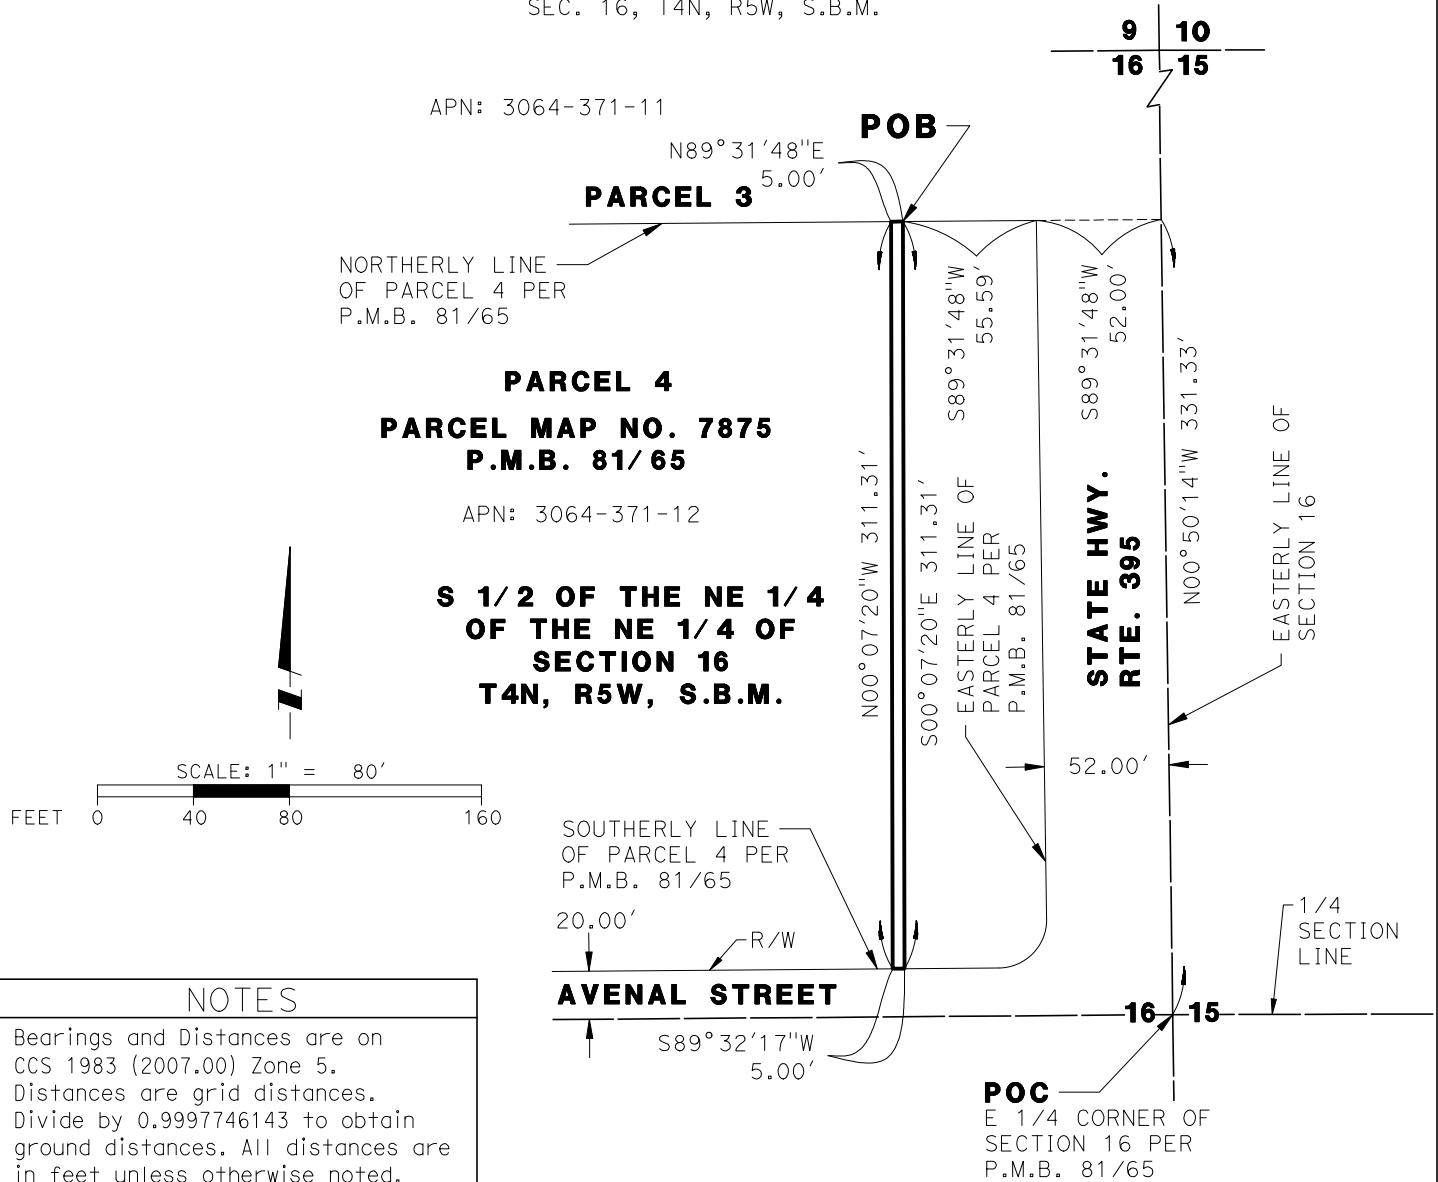 SEC. 16, T4N, R5W, S.B.M.
9 10
16 15
APN: 3064-371-11
POB
N89°31'48"E
5.00'
PARCEL 3
NORTHERLY LINE
OF PARCEL 4 PER
P.M.B. 81/65
S89°31'48"W
55.59'
S89°31'48"W
52.00'
N00°50'14"W 331.33'
PARCEL 4
PARCEL MAP NO. 7875
P.M.B. 81/65
APN: 3064-371-12
N00°07'20"W 311.31'
S00°07'20"E 311.31'
EASTERLY LINE OF
PARCEL 4 PER
P.M.B. 81/65
STATE HWY.
RTE. 395
EASTERLY LINE OF
SECTION 16
S 1/2 OF THE NE 1/4
OF THE NE 1/4 OF
SECTION 16
T4N, R5W, S.B.M.
N
52.00'
SCALE: 1" = 80'
FEET 0 40 80 160
SOUTHERLY LINE
OF PARCEL 4 PER
P.M.B. 81/65
20.00'
R/W
1/4
SECTION
LINE
AVENAL STREET
16 15
S89°32'17"W
5.00'
POC
E 1/4 CORNER OF
SECTION 16 PER
P.M.B. 81/65
NOTES
Bearings and Distances are on
CCS 1983 (2007.00) Zone 5.
Distances are grid distances.
Divide by 0.9997746143 to obtain
ground distances. All distances are
in feet unless otherwise noted.